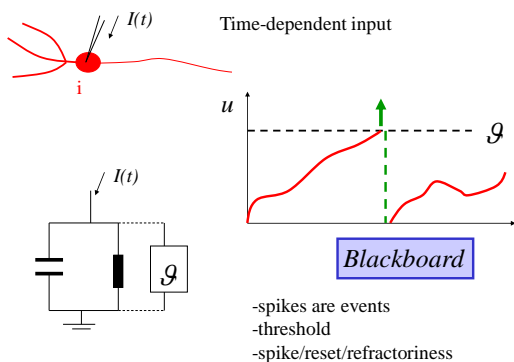 I(t)
Time-dependent input
i
u
ϑ
I(t)
ϑ
Blackboard
-spikes are events
-threshold
-spike/reset/refractoriness